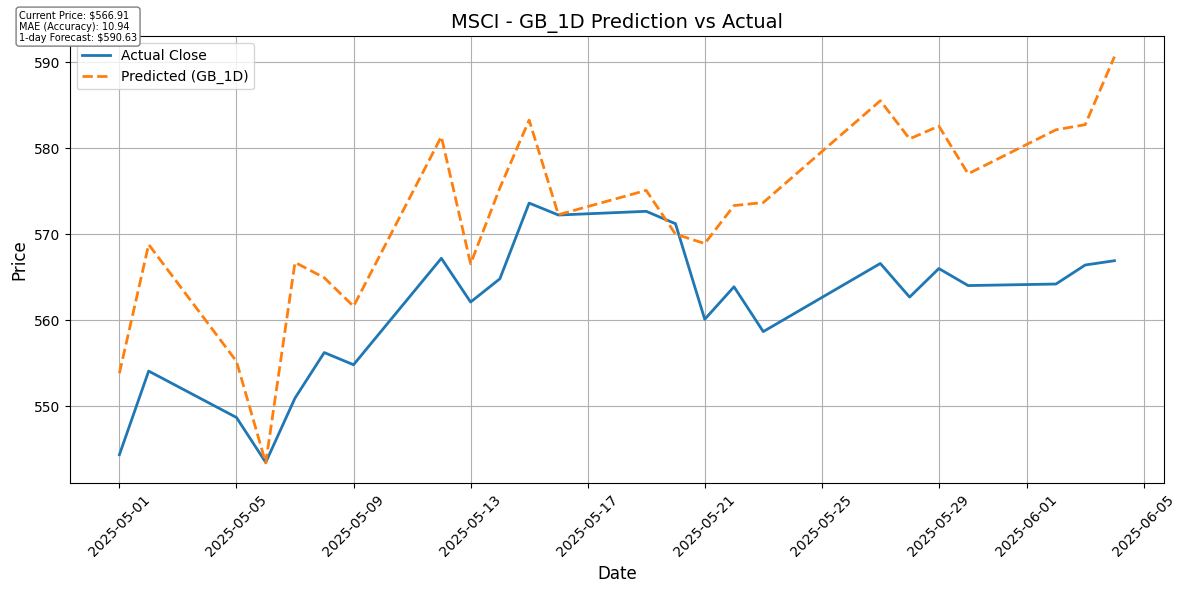 MSCI - GB_1D Prediction vs Actual
Current Price: $566.91
MAE (Accuracy): 10.94
1-day Forecast: $590.63
Actual Close
Predicted (GB_1D)
Price
590
580
570
560
550
2025-05-01
2025-05-05
2025-05-09
2025-05-13
2025-05-17
2025-05-21
2025-05-25
2025-05-29
2025-06-01
2025-06-05
Date